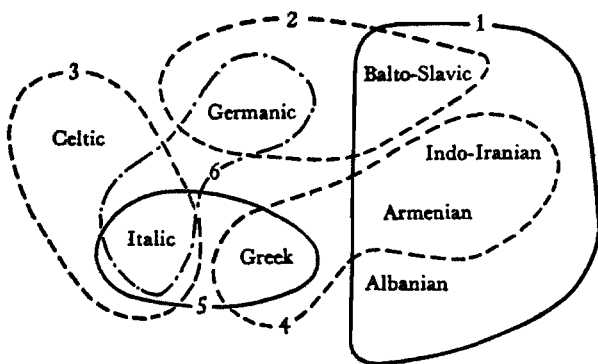 1
2
3
Balto-Slavic
Germanic
Celtic
Indo-Iranian
6
Armenian
Italic
Greek
Albanian
5
4